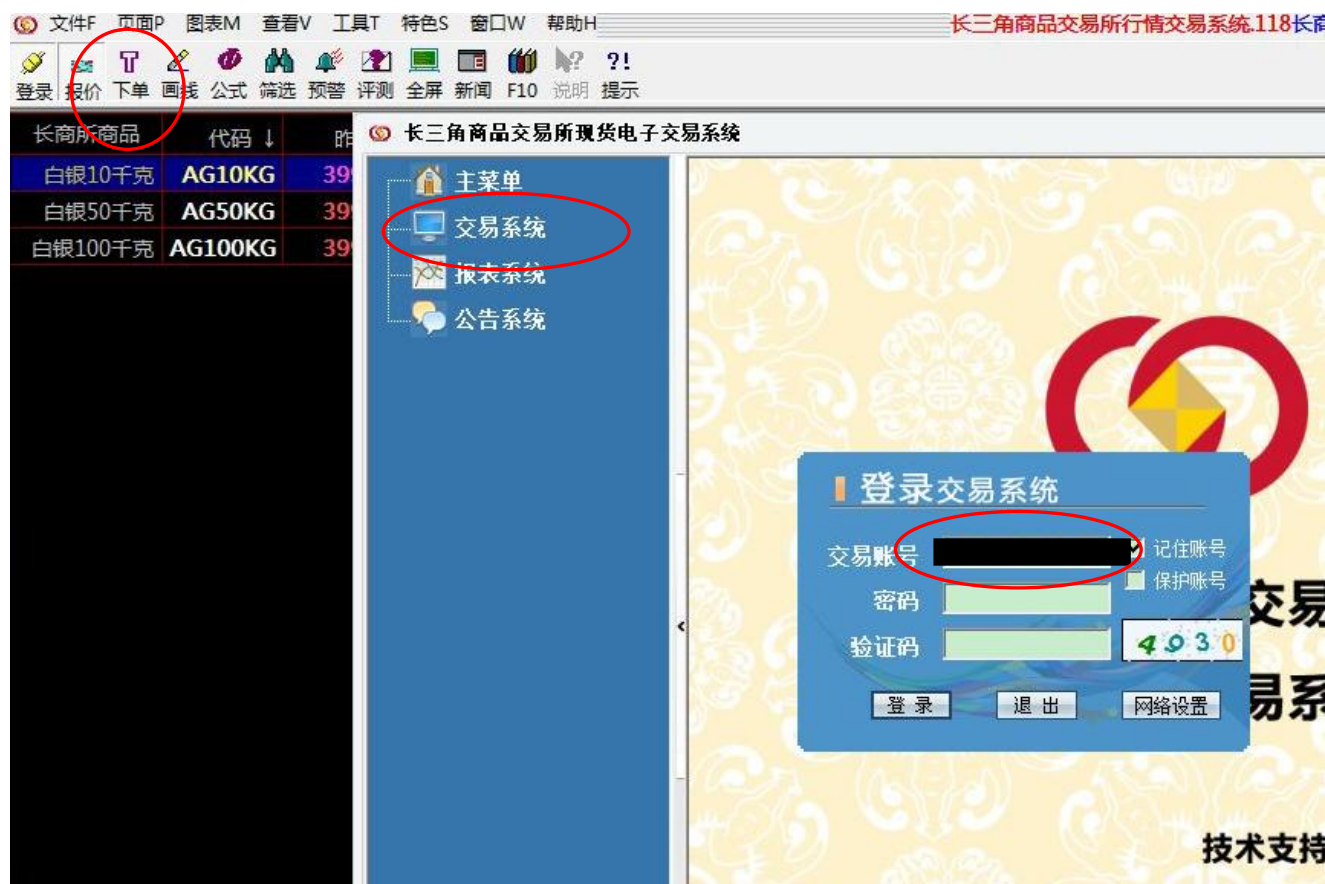 文件F 页面P 图表M 查看V 工具T 特色S 窗口W 帮助H 长三角商品交易所行情交易系统.118长商
登录 报价 下单 画线 公式 筛选 预警 评测 全屏 新闻 F10 说明 ?! 提示
长商所商品 代码↓ 昨
白银10千克 AG10KG 399
白银50千克 AG50KG 399
白银100千克 AG100KG 399
长三角商品交易所现货电子交易系统
主菜单
交易系统
报表系统
公告系统
登录交易系统
交易账号 记住账号
保护账号
密码
验证码 4930
登 录 退 出 网络设置
交易
易系
技术支持